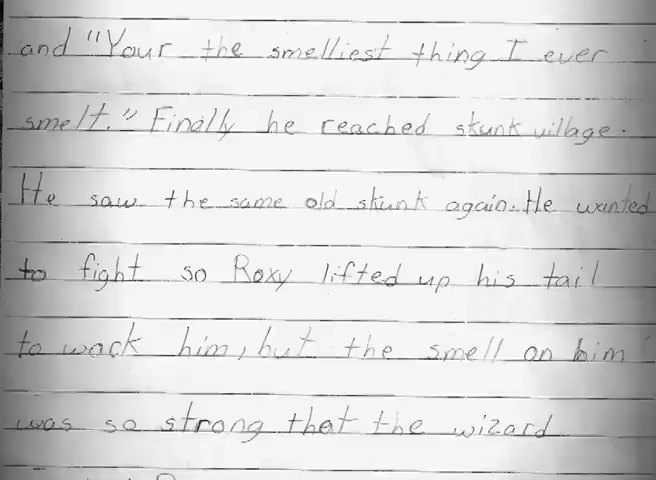 and "Your the smelliest thing I ever
smelt." Finally he reached skunk village.
He saw the same old skunk again. He wanted
to fight so Roxy lifted up his tail
to wack him, but the smell on him
was so strong that the wizard